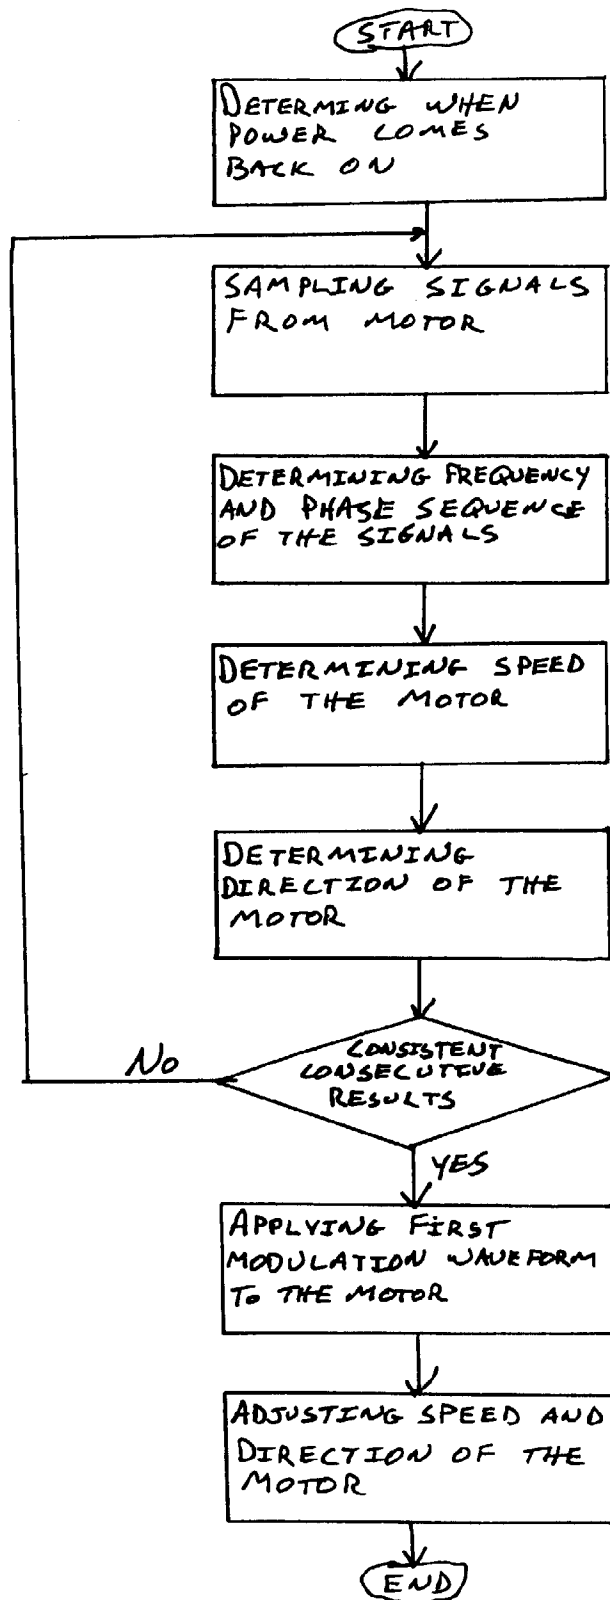 START
DETERMING WHEN
POWER COMES
BACK ON
SAMPLING SIGNALS
FROM MOTOR
DETERMINING FREQUENCY
AND PHASE SEQUENCE
OF THE SIGNALS
DETERMINING SPEED
OF THE MOTOR
DETERMINING
DIRECTION OF THE
MOTOR
CONSISTENT
CONSECUTIVE
RESULTS
NO
YES
APPLYING FIRST
MODULATION WAVEFORM
TO THE MOTOR
ADJUSTING SPEED AND
DIRECTION OF THE
MOTOR
END